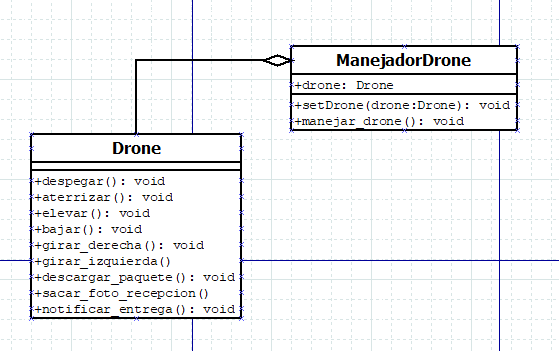 ManejadorDrone
+drone: Drone
+setDrone(drone:Drone): void
+manejar_drone(): void
Drone
+despegar(): void
+aterrizar(): void
+elevar(): void
+bajar(): void
+girar_derecha(): void
+girar_izquierda()
+descargar_paquete(): void
+sacar_foto_recepcion()
+notificar_entrega(): void